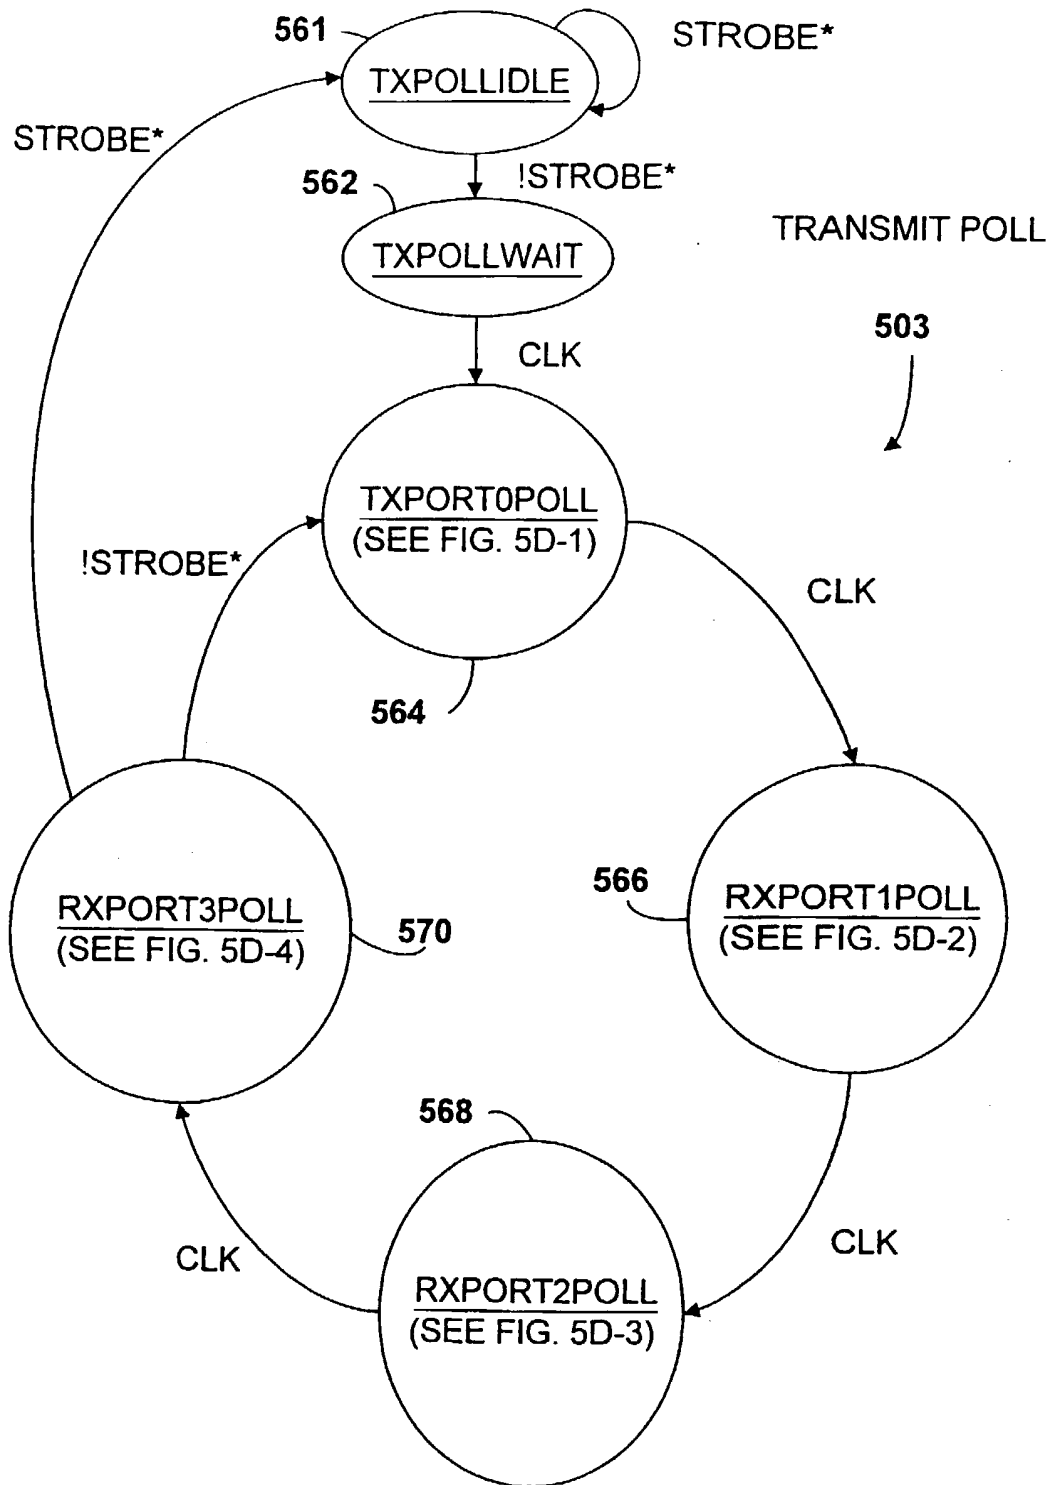 561
STROBE*
TXPOLLIDLE
STROBE*
!STROBE*
562
TXPOLLWAIT
TRANSMIT POLL
503
CLK
TXPORT0POLL
(SEE FIG. 5D-1)
!STROBE*
CLK
564
566
RXPORT1POLL
(SEE FIG. 5D-2)
RXPORT3POLL
(SEE FIG. 5D-4)
570
568
CLK
CLK
RXPORT2POLL
(SEE FIG. 5D-3)